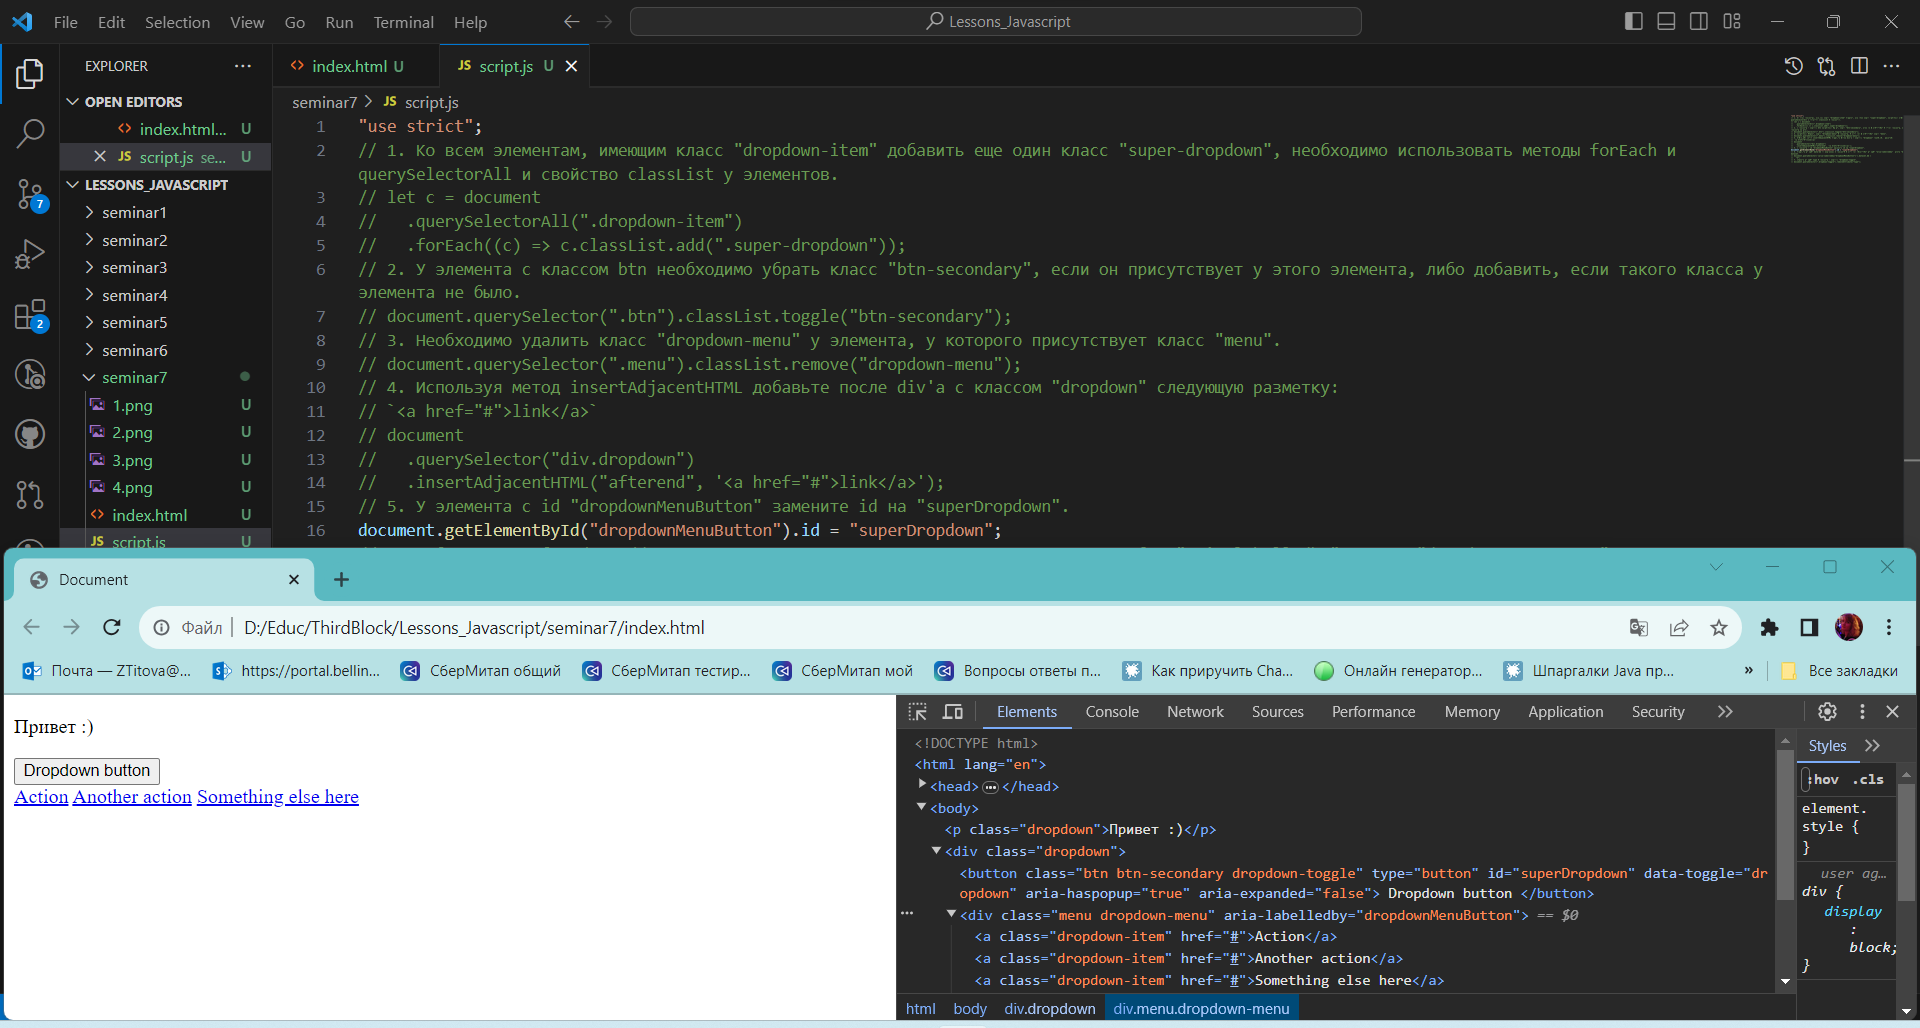 File Edit Selection View Go Run Terminal Help
Lessons_Javascript
EXPLORER
index.html U
JS script.js U
OPEN EDITORS
index.html... U
JS script.js se... U
LESSONS_JAVASCRIPT
7
seminar1
seminar2
seminar3
seminar4
2
seminar5
seminar6
seminar7
1.png U
2.png U
3.png U
4.png U
index.html U
JS script.js U
seminar7 > JS script.js
1 "use strict";
2 // 1. Ко всем элементам, имеющим класс "dropdown-item" добавить еще один класс "super-dropdown", необходимо использовать методы forEach и
querySelectorAll и свойство classList у элементов.
3 // let c = document
4 //   .querySelectorAll(".dropdown-item")
5 //   .forEach((c) => c.classList.add(".super-dropdown"));
6 // 2. У элемента с классом btn необходимо убрать класс "btn-secondary", если он присутствует у этого элемента, либо добавить, если такого класса у
элемента не было.
7 // document.querySelector(".btn").classList.toggle("btn-secondary");
8 // 3. Необходимо удалить класс "dropdown-menu" у элемента, у которого присутствует класс "menu".
9 // document.querySelector(".menu").classList.remove("dropdown-menu");
10 // 4. Используя метод insertAdjacentHTML добавьте после div'a с классом "dropdown" следующую разметку:
11 // `<a href="#">link</a>`
12 // document
13 //   .querySelector("div.dropdown")
14 //   .insertAdjacentHTML("afterend", '<a href="#">link</a>');
15 // 5. У элемента с id "dropdownMenuButton" замените id на "superDropdown".
16 document.getElementById("dropdownMenuButton").id = "superDropdown";
Document
Файл | D:/Educ/ThirdBlock/Lessons_Javascript/seminar7/index.html
Почта — ZTitova@... https://portal.bellin... СберМитап общий СберМитап тестир... СберМитап мой Вопросы ответы п... Как приручить Cha... Онлайн генератор... Шпаргалки Java пр... » Все закладки
Привет :)
Dropdown button
Action Another action Something else here
Elements Console Network Sources Performance Memory Application Security
<!DOCTYPE html>
<html lang="en">
<head>...</head>
<body>
<p class="dropdown">Привет :)</p>
<div class="dropdown">
<button class="btn btn-secondary dropdown-toggle" type="button" id="superDropdown" data-toggle="dr
opdown" aria-haspopup="true" aria-expanded="false"> Dropdown button </button>
<div class="menu dropdown-menu" aria-labelledby="dropdownMenuButton"> == $0
<a class="dropdown-item" href="#">Action</a>
<a class="dropdown-item" href="#">Another action</a>
<a class="dropdown-item" href="#">Something else here</a>
html body div.dropdown div.menu.dropdown-menu
Styles
:hov .cls
element.
style {
}
user ag...
div {
display
:
block;
}